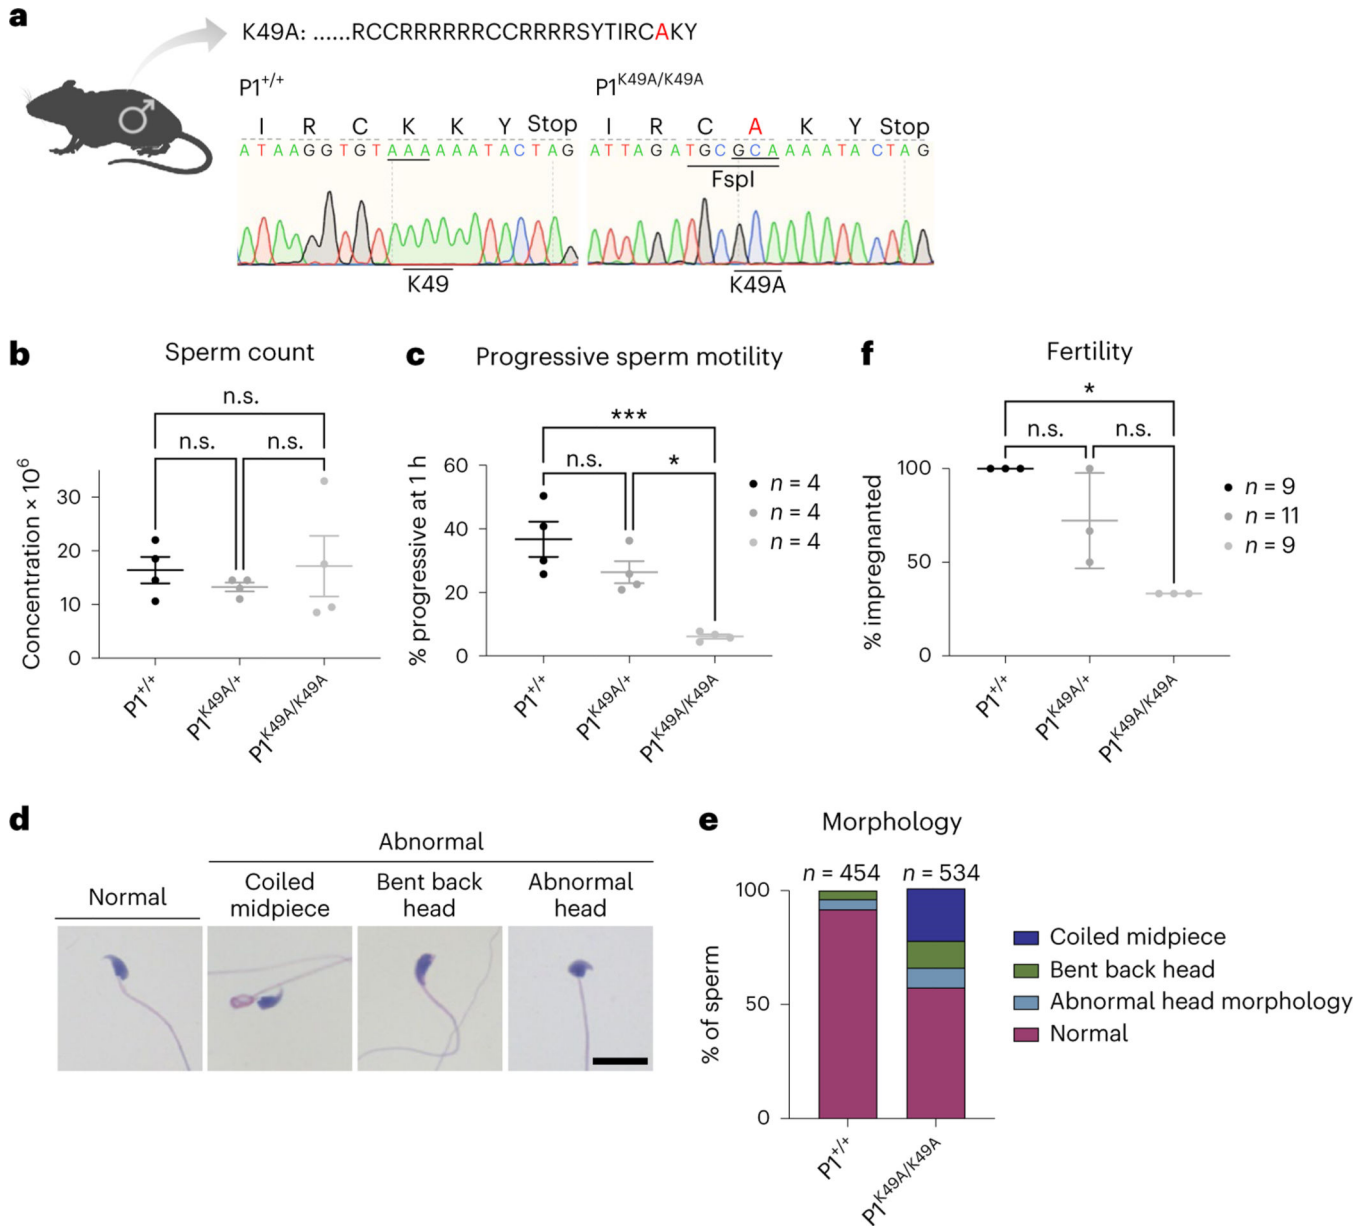 a
K49A: ......RCCRRRRRRCCRRRRSYTIRCAKY
P1+/+
P1K49A/K49A
I R C K K Y Stop
I R C A K Y Stop
A T A A G G T G T A A A A A A T A C T A G
A T T A G A T G C G C A A A A T A C T A G
FspI
K49
K49A
b
Sperm count
n.s.
n.s.
n.s.
Concentration × 10⁶
30
20
10
0
P1+/+
P1K49A/+
P1K49A/K49A
c
Progressive sperm motility
***
n.s.
*
% progressive at 1 h
60
40
20
0
n = 4
n = 4
n = 4
P1+/+
P1K49A/+
P1K49A/K49A
f
Fertility
*
n.s.
n.s.
% impregnanted
100
50
0
n = 9
n = 11
n = 9
P1+/+
P1K49A/+
P1K49A/K49A
d
Abnormal
Normal
Coiled
midpiece
Bent back
head
Abnormal
head
e
Morphology
n = 454
n = 534
% of sperm
100
50
0
Coiled midpiece
Bent back head
Abnormal head morphology
Normal
P1+/+
P1K49A/K49A